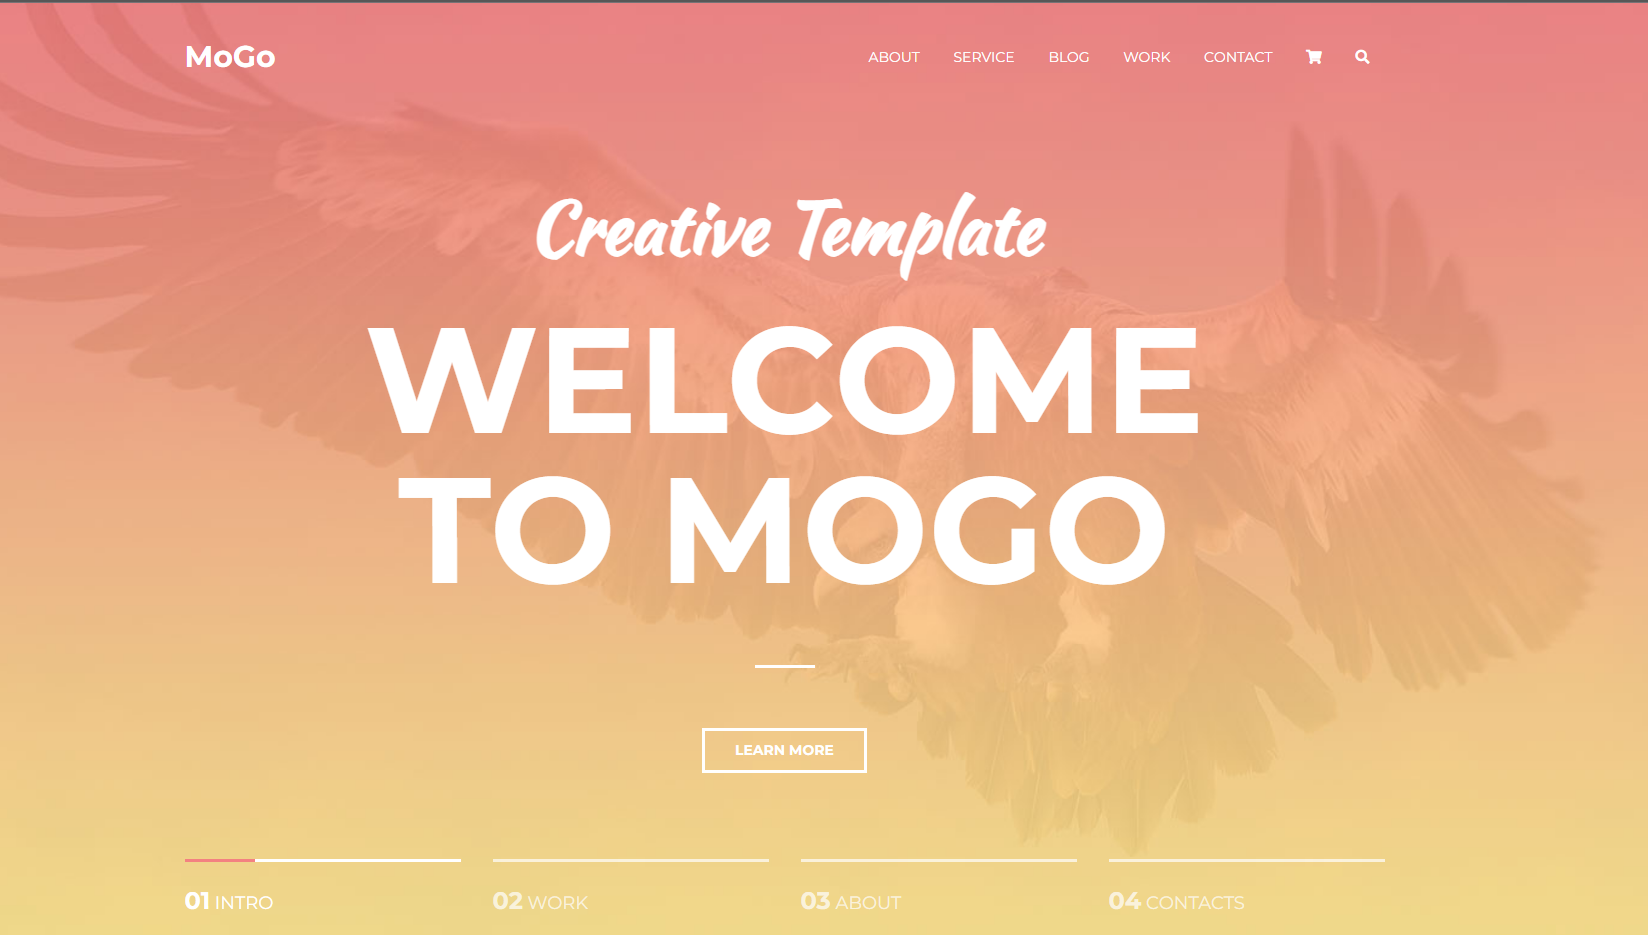 MoGo
ABOUT SERVICE BLOG WORK CONTACT
Creative Template
WELCOME
TO MOGO
LEARN MORE
01 INTRO
02 WORK
03 ABOUT
04 CONTACTS